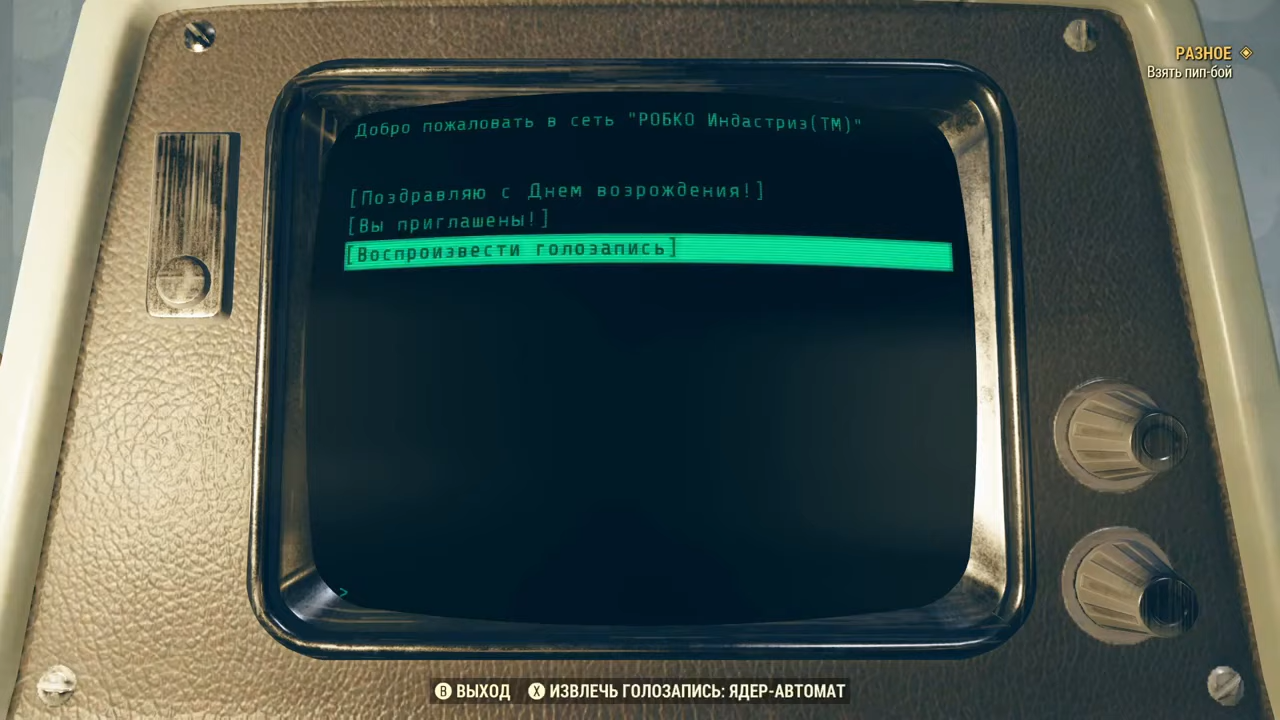 РАЗНОЕ
Взять пип-бой
Добро пожаловать в сеть "РОБКО Индастриз(ТМ)"
[Поздравляю с Днем возрождения!]
[Вы приглашены!]
[Воспроизвести голозапись]
>
B ВЫХОД X ИЗВЛЕЧЬ ГОЛОЗАПИСЬ: ЯДЕР-АВТОМАТ